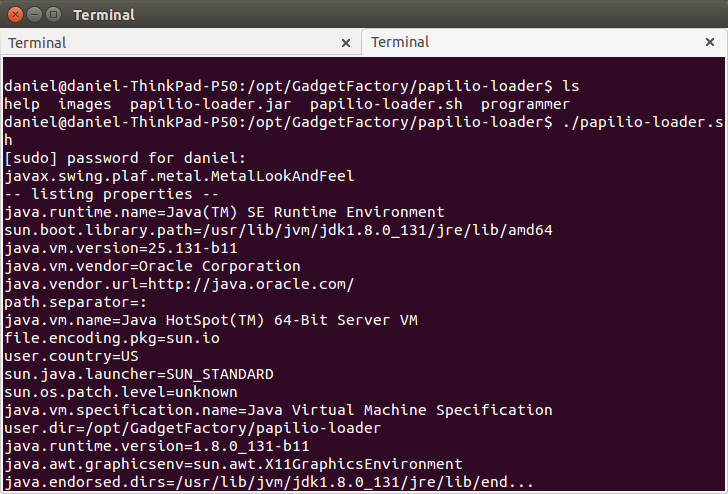 Terminal
Terminal
Terminal
daniel@daniel-ThinkPad-P50:/opt/GadgetFactory/papilio-loader$ ls
help  images  papilio-loader.jar  papilio-loader.sh  programmer
daniel@daniel-ThinkPad-P50:/opt/GadgetFactory/papilio-loader$ ./papilio-loader.s
h
[sudo] password for daniel:
javax.swing.plaf.metal.MetalLookAndFeel
-- listing properties --
java.runtime.name=Java(TM) SE Runtime Environment
sun.boot.library.path=/usr/lib/jvm/jdk1.8.0_131/jre/lib/amd64
java.vm.version=25.131-b11
java.vm.vendor=Oracle Corporation
java.vendor.url=http://java.oracle.com/
path.separator=:
java.vm.name=Java HotSpot(TM) 64-Bit Server VM
file.encoding.pkg=sun.io
user.country=US
sun.java.launcher=SUN_STANDARD
sun.os.patch.level=unknown
java.vm.specification.name=Java Virtual Machine Specification
user.dir=/opt/GadgetFactory/papilio-loader
java.runtime.version=1.8.0_131-b11
java.awt.graphicsenv=sun.awt.X11GraphicsEnvironment
java.endorsed.dirs=/usr/lib/jvm/jdk1.8.0_131/jre/lib/end...